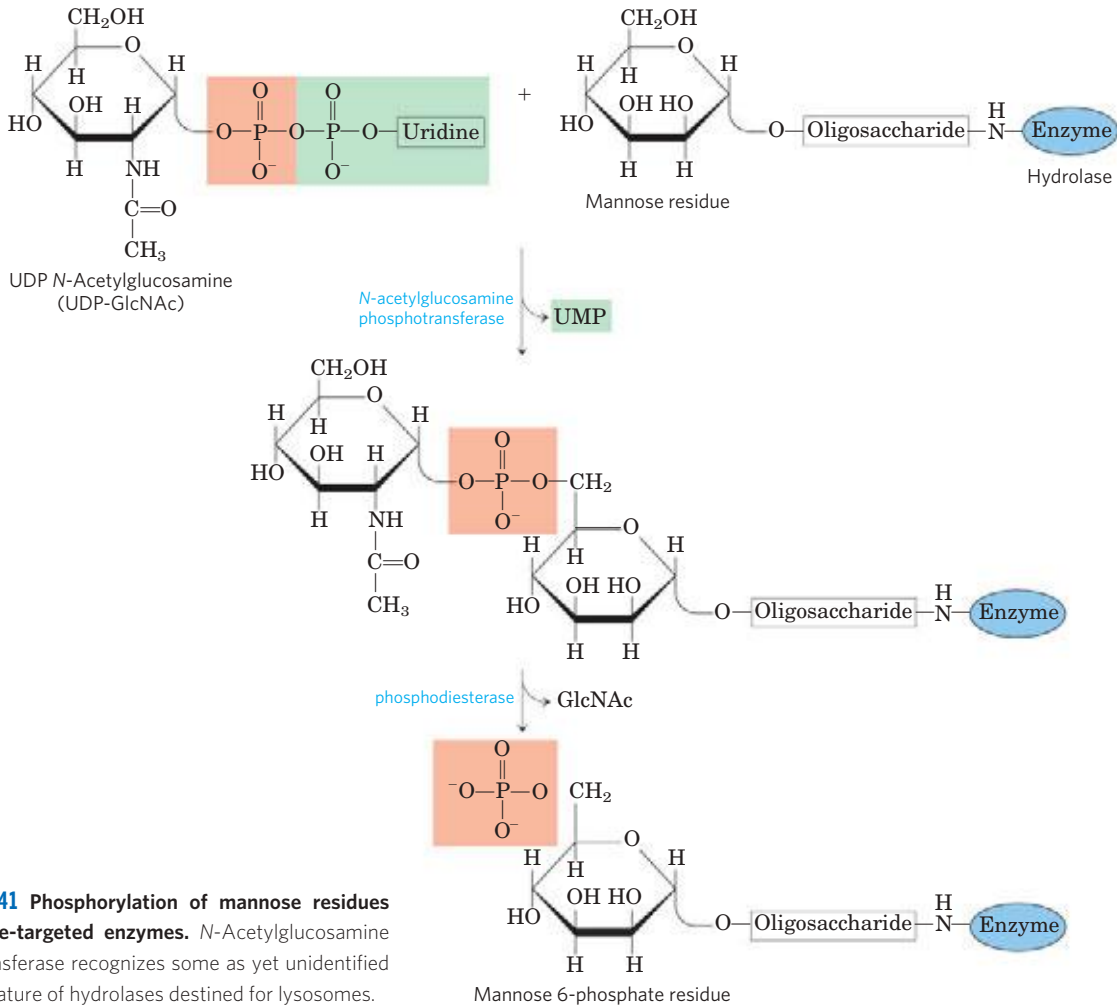 CH₂OH
O
H
H
H
OH
H
HO
H
NH
C=O
CH₃
O
O
O—P—O—P—O—Uridine
O⁻
O⁻
UDP N-Acetylglucosamine
(UDP-GlcNAc)
+
CH₂OH
O
H
H
H
OH HO
HO
H
H
O—Oligosaccharide—N—Enzyme
H
Hydrolase
Mannose residue
N-acetylglucosamine
phosphotransferase
UMP
CH₂OH
O
H
H
H
OH
H
HO
H
NH
C=O
CH₃
O
O—P—O—CH₂
O⁻
O
H
H
H
OH HO
HO
H
H
O—Oligosaccharide—N—Enzyme
H
phosphodiesterase
GlcNAc
O
⁻O—P—O CH₂
O⁻
O
H
H
H
OH HO
HO
H
H
O—Oligosaccharide—N—Enzyme
H
Mannose 6-phosphate residue
41 Phosphorylation of mannose residues
e-targeted enzymes. N-Acetylglucosamine
nsferase recognizes some as yet unidentified
ature of hydrolases destined for lysosomes.